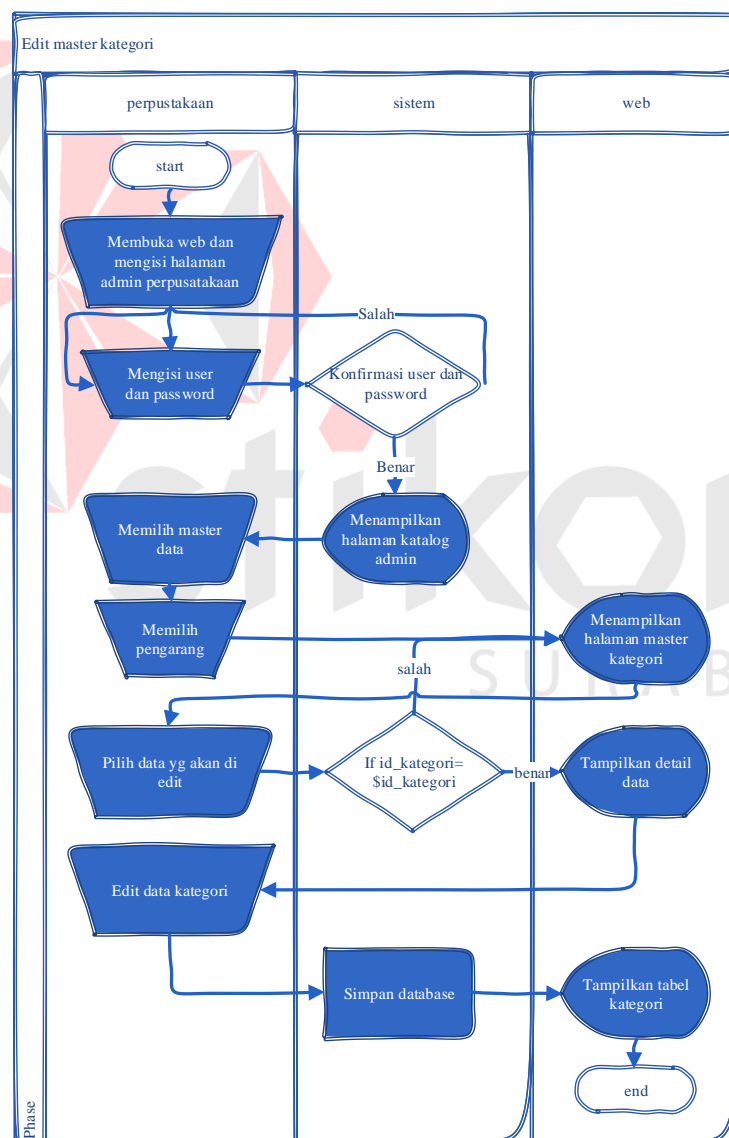 Edit master kategori
perpustakaan
sistem
web
start
Membuka web dan
mengisi halaman
admin perpusatakaan
Salah
Mengisi user
dan password
Konfirmasi user dan
password
Benar
Memilih master
data
Menampilkan
halaman katalog
admin
Memilih
pengarang
Menampilkan
halaman master
kategori
salah
Pilih data yg akan di
edit
If id_kategori=
$id_kategori
benar
Tampilkan detail
data
Edit data kategori
Simpan database
Tampilkan tabel
kategori
end
Phase
stikom
SURAB